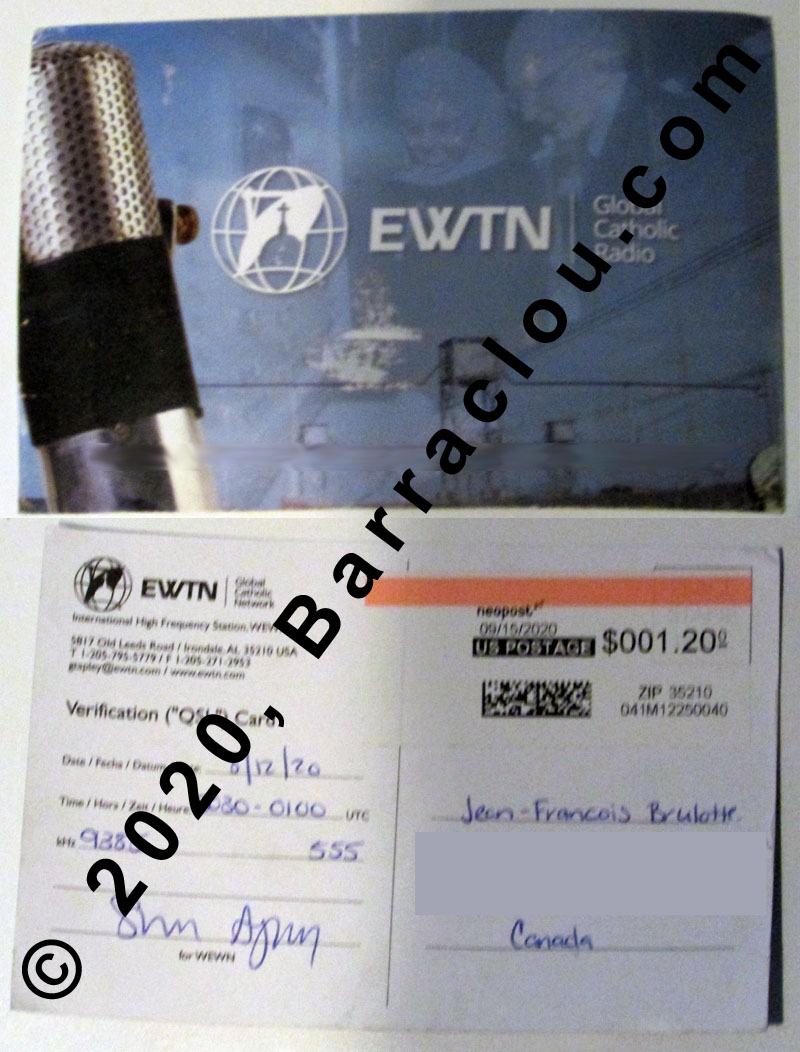 EWTN
Global
Catholic
Radio
EWTN
Global
Catholic
Network
International High Frequency Station,
5817 Old Leeds Road / Irondale, AL 35210 USA
T 1-205-795-5779 / F 1-205-271-2953
gtapley@ewtn.com / www.ewtn.com
Verification ("QSL") Card
Date / Fecha / Datum /12/20
Time / Hora / Zeit / Heure 0100 UTC
kHz 555
for WEWN
neopost
09/15/2020
US POSTAGE $001.20⁰
ZIP 35210
041M12250040
Jean-Francois Brulotte
Canada
© 2020, Barraclou.com